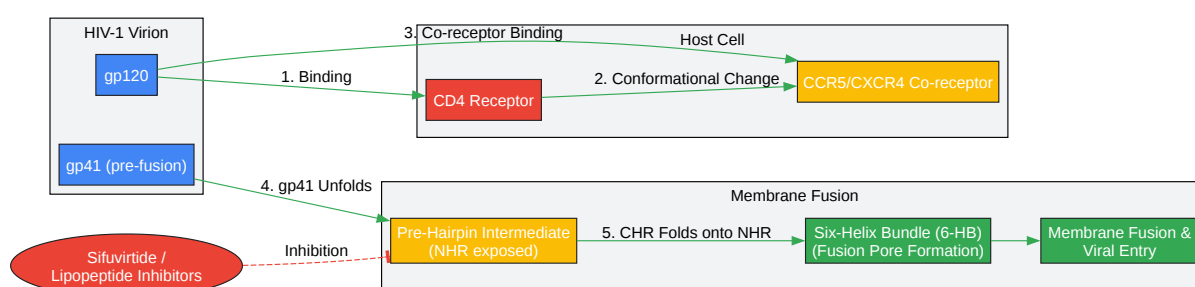 HIV-1 Virion
gp120
gp41 (pre-fusion)
3. Co-receptor Binding
1. Binding
Host Cell
CD4 Receptor
2. Conformational Change
CCR5/CXCR4 Co-receptor
4. gp41 Unfolds
Membrane Fusion
Pre-Hairpin Intermediate
(NHR exposed)
5. CHR Folds onto NHR
Six-Helix Bundle (6-HB)
(Fusion Pore Formation)
Membrane Fusion &
Viral Entry
Sifuvirtide /
Lipopeptide Inhibitors
Inhibition